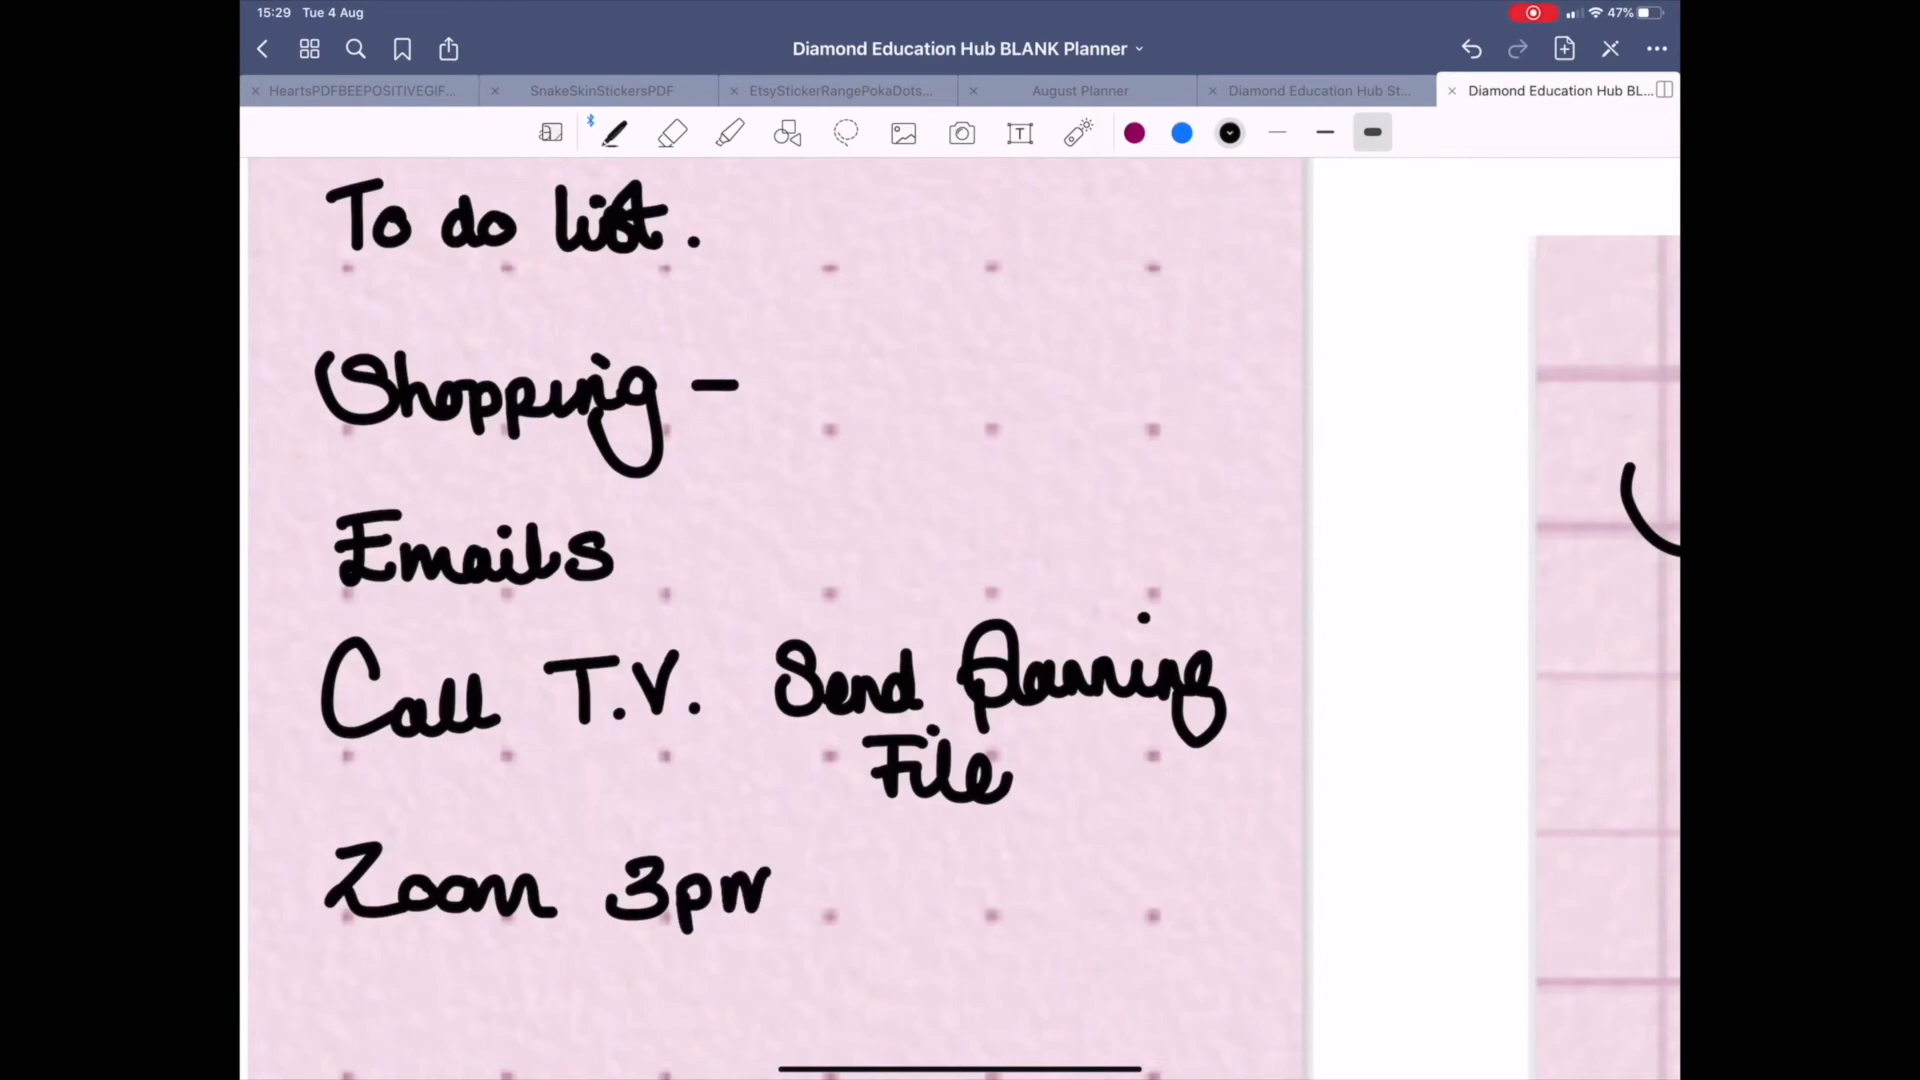 15:29 Tue 4 Aug 47%
Diamond Education Hub BLANK Planner
HeartsPDFBEEPOSITIVEGIF... SnakeSkinStickersPDF EtsyStickerRangePokaDots... August Planner Diamond Education Hub St... Diamond Education Hub BL...
To do list.
Shopping -
Emails
Call T.V. Send planning
File
Zoom 3pm